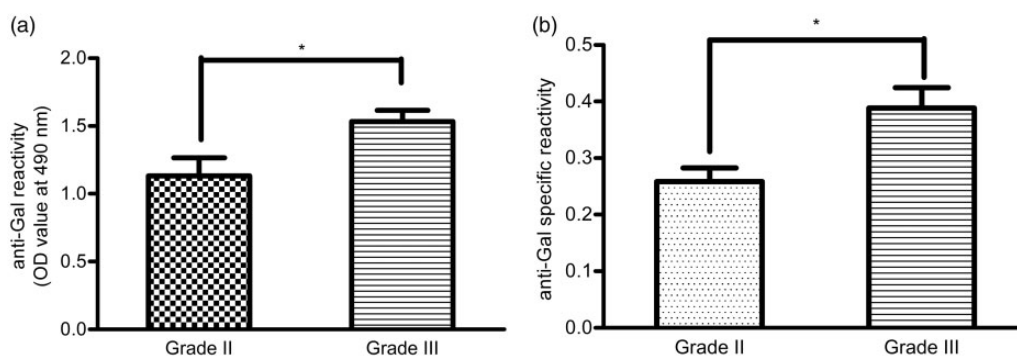 (a)
*
2.0
1.5
1.0
0.5
0.0
anti-Gal reactivity
(OD value at 490 nm)
Grade II
Grade III
(b)
*
0.5
0.4
0.3
0.2
0.1
0.0
anti-Gal specific reactivity
Grade II
Grade III